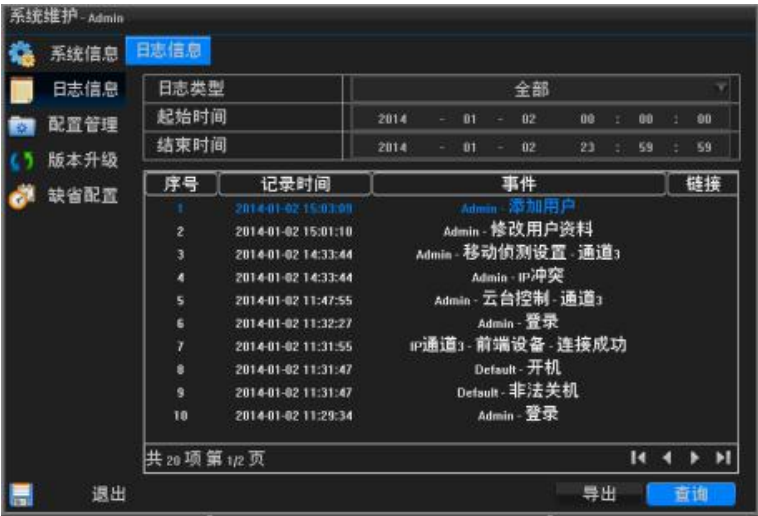 系统维护 - Admin
系统信息
日志信息
配置管理
版本升级
缺省配置
日志信息
日志类型 全部
起始时间 2014 - 01 - 02 00 : 00 : 00
结束时间 2014 - 01 - 02 23 : 59 : 59
序号 记录时间 事件 链接
1 2014-01-02 15:03:09 Admin - 添加用户
2 2014-01-02 15:01:10 Admin - 修改用户资料
3 2014-01-02 14:33:44 Admin - 移动侦测设置 - 通道3
4 2014-01-02 14:33:44 Admin - IP冲突
5 2014-01-02 11:47:55 Admin - 云台控制 - 通道3
6 2014-01-02 11:32:27 Admin - 登录
7 2014-01-02 11:31:55 IP通道1 - 前端设备 - 连接成功
8 2014-01-02 11:31:47 Default - 开机
9 2014-01-02 11:31:47 Default - 非法关机
10 2014-01-02 11:29:34 Admin - 登录
共 20 项 第 1/2 页
退出 导出 查询